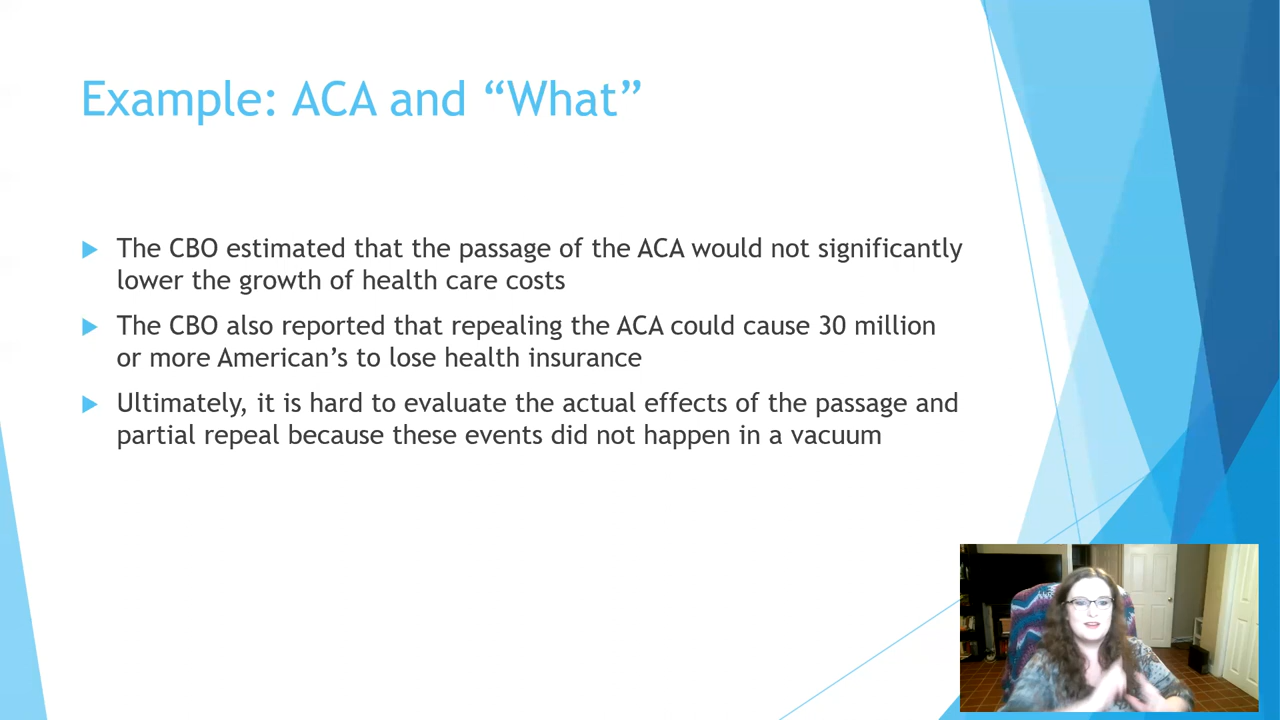 Example: ACA and “What”
The CBO estimated that the passage of the ACA would not significantly
lower the growth of health care costs
The CBO also reported that repealing the ACA could cause 30 million
or more American’s to lose health insurance
Ultimately, it is hard to evaluate the actual effects of the passage and
partial repeal because these events did not happen in a vacuum